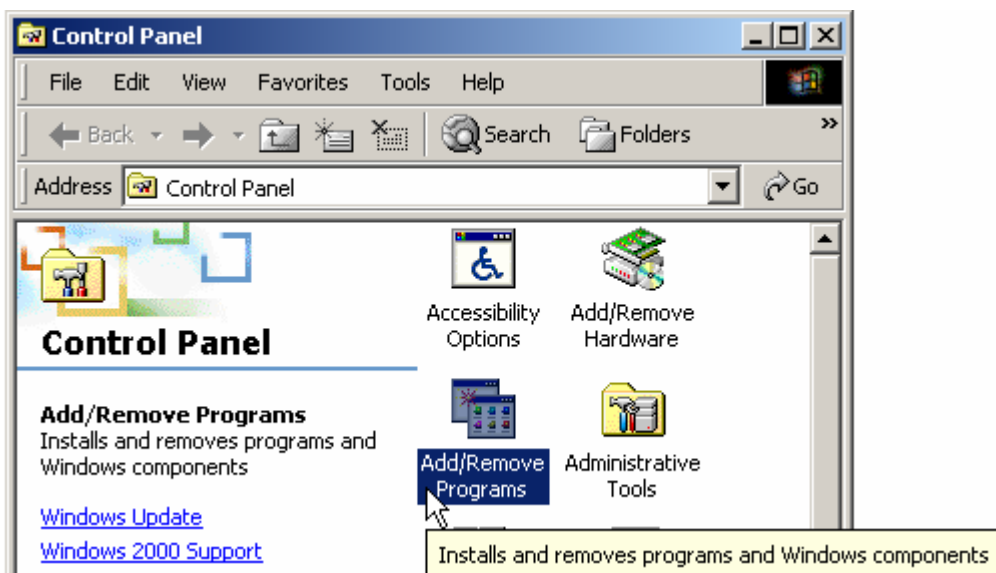 Control Panel
File Edit View Favorites Tools Help
Back Search Folders »
Address Control Panel Go
Control Panel
Add/Remove Programs
Installs and removes programs and
Windows components
Windows Update
Windows 2000 Support
Accessibility
Options
Add/Remove
Hardware
Add/Remove
Programs
Administrative
Tools
Installs and removes programs and Windows components